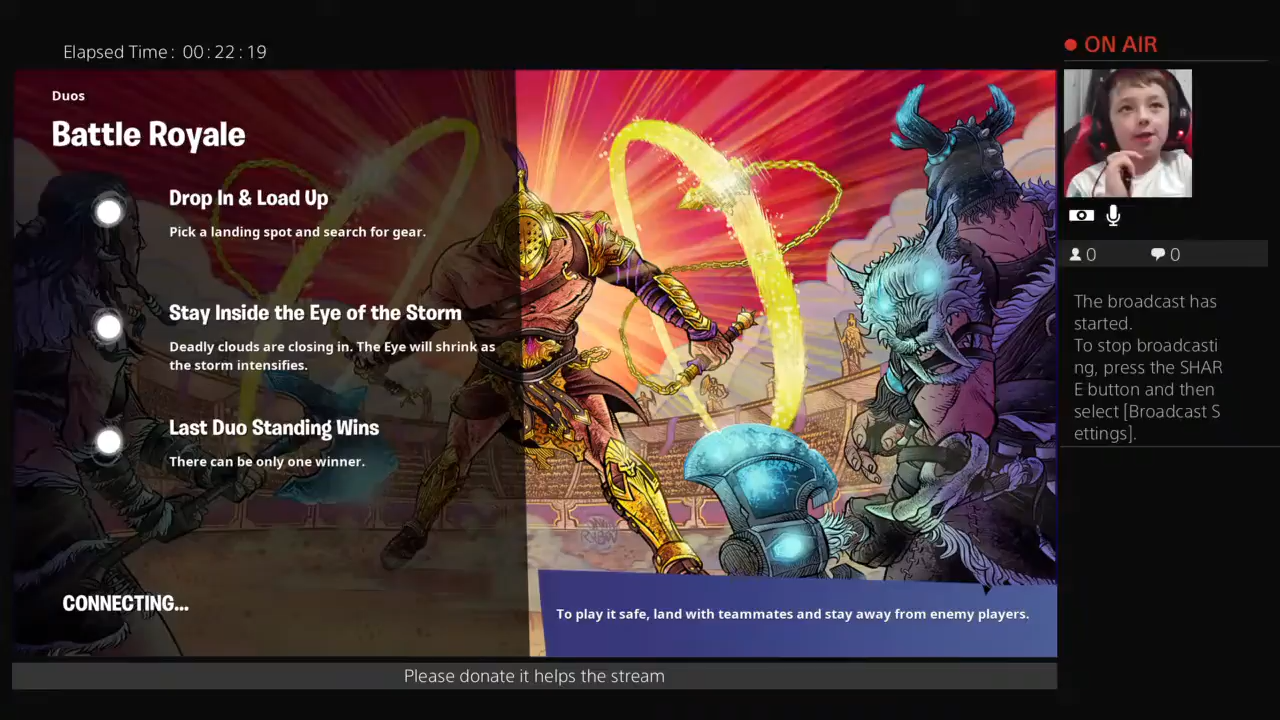 Elapsed Time: 00:22:19
ON AIR
Duos
Battle Royale
Drop In & Load Up
Pick a landing spot and search for gear.
Stay Inside the Eye of the Storm
Deadly clouds are closing in. The Eye will shrink as
the storm intensifies.
Last Duo Standing Wins
There can be only one winner.
CONNECTING...
To play it safe, land with teammates and stay away from enemy players.
Please donate it helps the stream
0
0
The broadcast has
started.
To stop broadcasti
ng, press the SHAR
E button and then
select [Broadcast S
ettings].